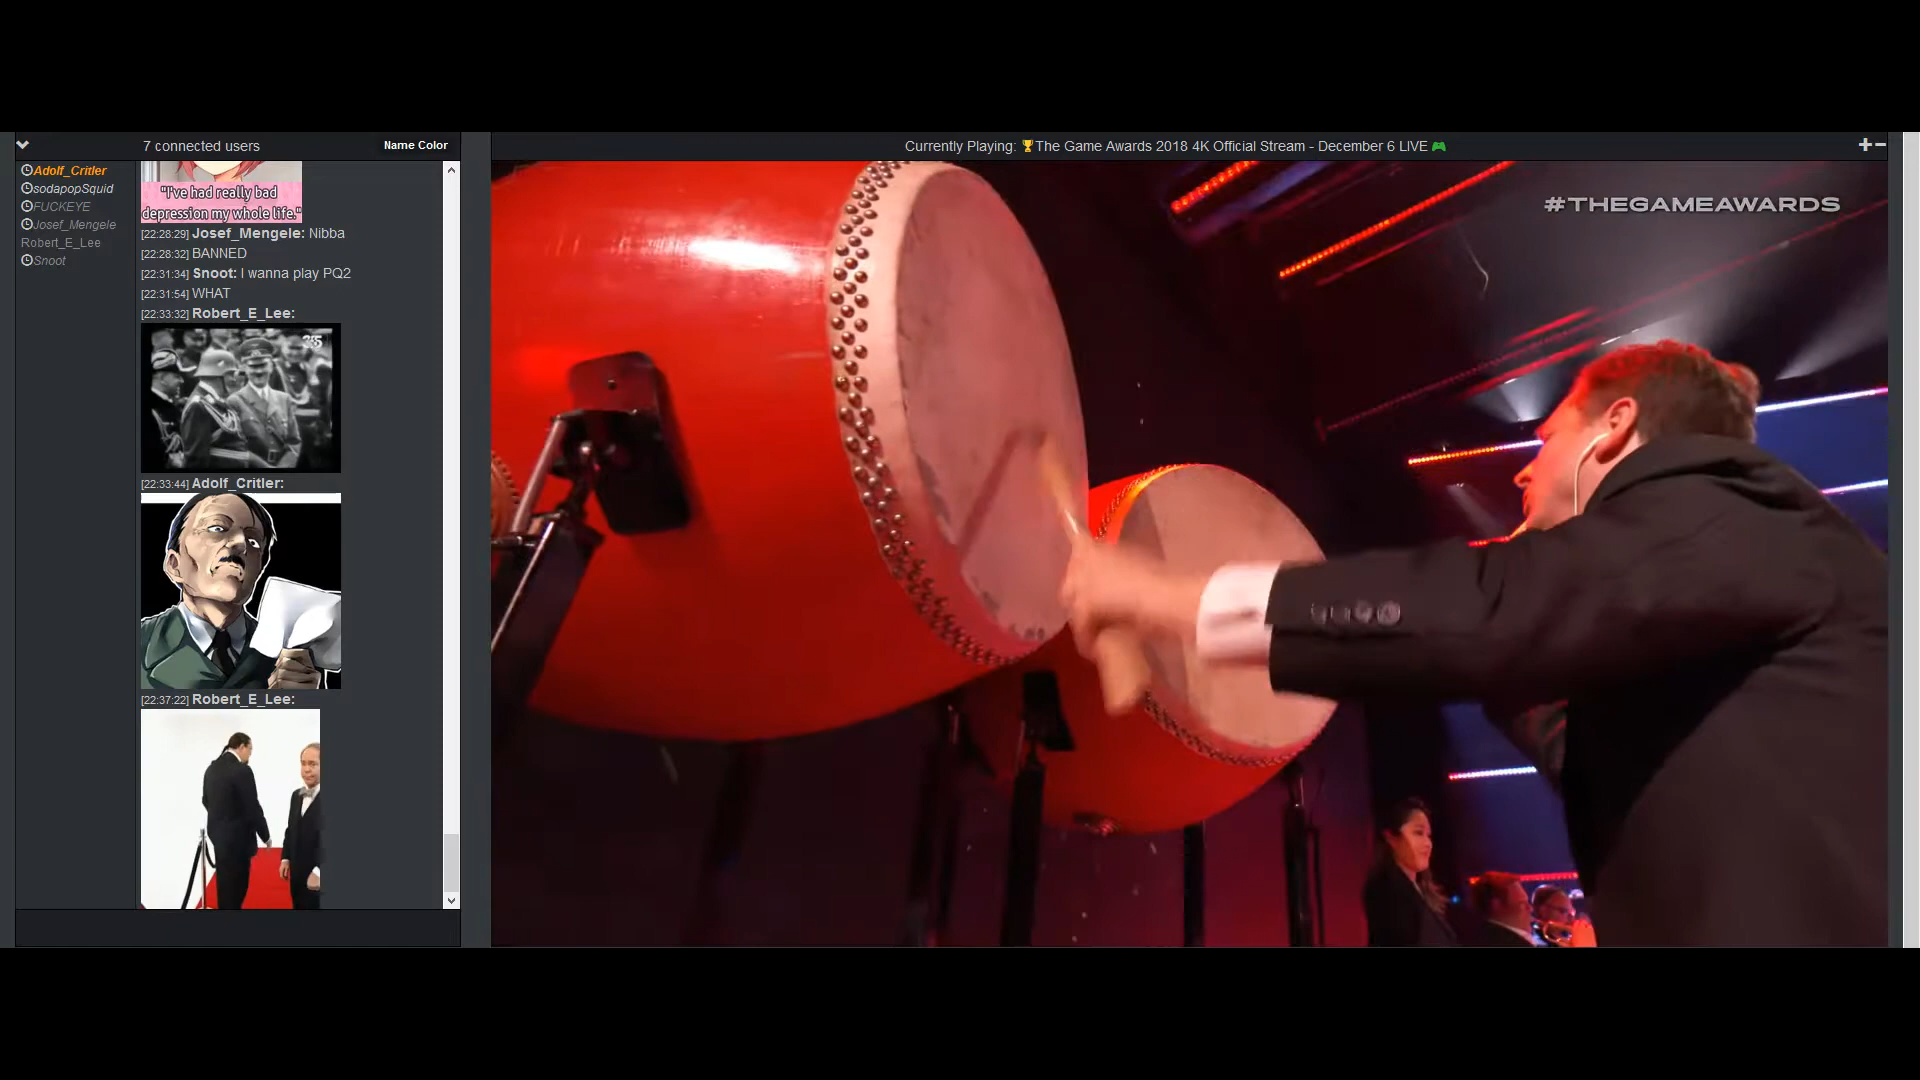 7 connected users
Name Color
Currently Playing: 🏆The Game Awards 2018 4K Official Stream - December 6 LIVE 🎮
Adolf_Critler
sodapopSquid
FUCKEYE
Josef_Mengele
Robert_E_Lee
Snoot
"I've had really bad
depression my whole life."
[22:28:29] Josef_Mengele: Nibba
[22:28:32] BANNED
[22:31:34] Snoot: I wanna play PQ2
[22:31:54] WHAT
[22:33:32] Robert_E_Lee:
[22:33:44] Adolf_Critler:
[22:37:22] Robert_E_Lee:
#THEGAMEAWARDS